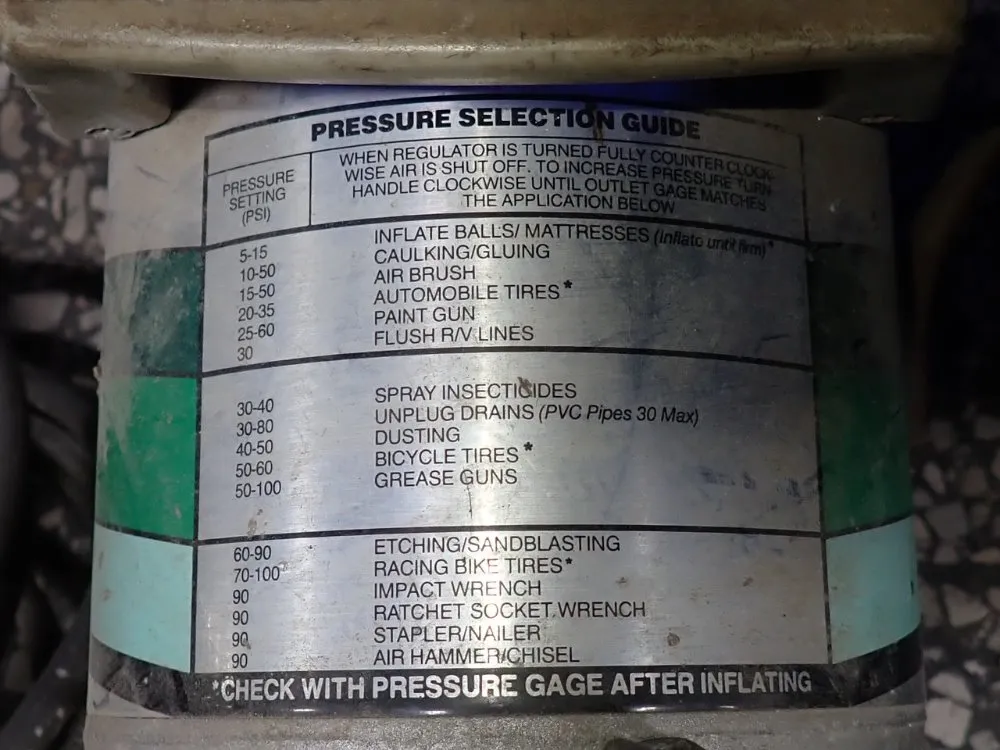 PRESSURE SELECTION GUIDE
PRESSURE SETTING (PSI)
WHEN REGULATOR IS TURNED FULLY COUNTER CLOCK-
WISE AIR IS SHUT OFF. TO INCREASE PRESSURE TURN
HANDLE CLOCKWISE UNTIL OUTLET GAGE MATCHES
THE APPLICATION BELOW
5-15 INFLATE BALLS/ MATTRESSES (Inflate until firm)*
10-50 CAULKING/GLUING
15-50 AIR BRUSH
20-35 AUTOMOBILE TIRES*
25-60 PAINT GUN
30 FLUSH R/V LINES
30-40 SPRAY INSECTICIDES
30-80 UNPLUG DRAINS (PVC Pipes 30 Max)
40-50 DUSTING
50-60 BICYCLE TIRES*
50-100 GREASE GUNS
60-90 ETCHING/SANDBLASTING
70-100 RACING BIKE TIRES*
90 IMPACT WRENCH
90 RATCHET SOCKET WRENCH
90 STAPLER/NAILER
90 AIR HAMMER/CHISEL
*CHECK WITH PRESSURE GAGE AFTER INFLATING